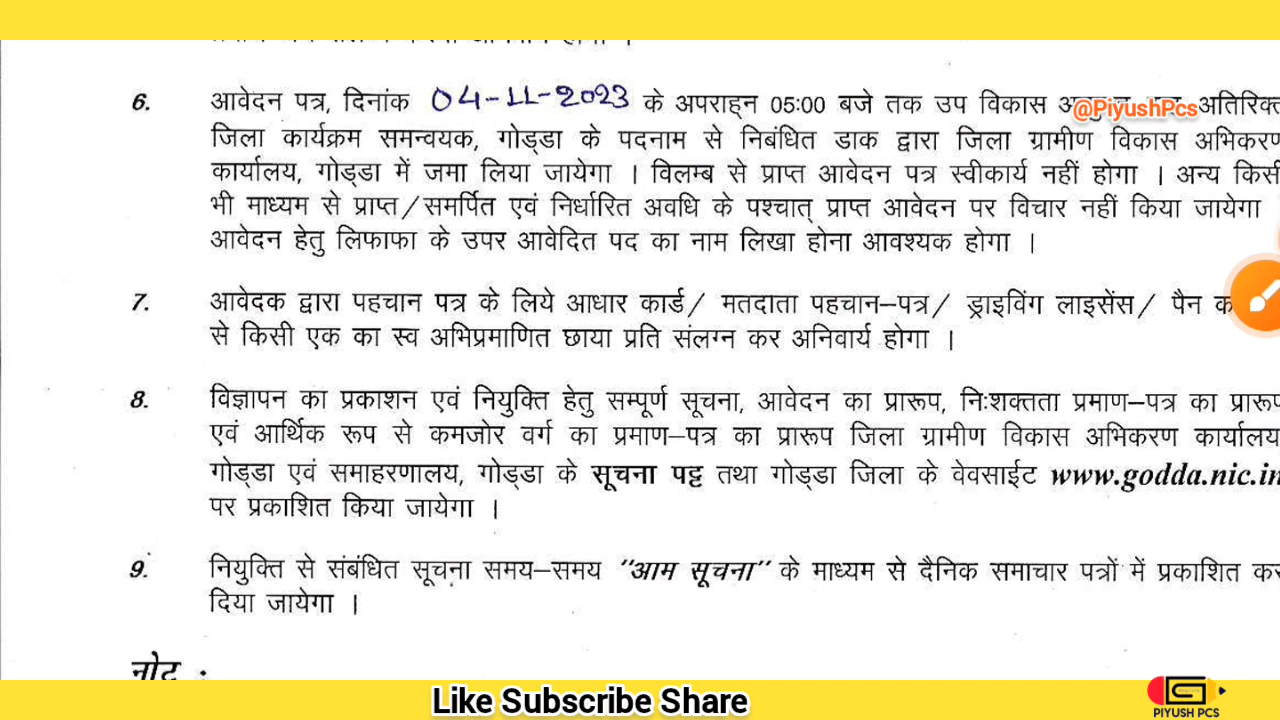 6. आवेदन पत्र, दिनांक 04-11-2023 के अपराह्न 05:00 बजे तक उप विकास @PiyushPcs अतिरिक्त
जिला कार्यक्रम समन्वयक, गोड्डा के पदनाम से निबंधित डाक द्वारा जिला ग्रामीण विकास अभिकरण
कार्यालय, गोड्डा में जमा लिया जायेगा । विलम्ब से प्राप्त आवेदन पत्र स्वीकार्य नहीं होगा । अन्य किसी
भी माध्यम से प्राप्त/समर्पित एवं निर्धारित अवधि के पश्चात् प्राप्त आवेदन पर विचार नहीं किया जायेगा
आवेदन हेतु लिफाफा के उपर आवेदित पद का नाम लिखा होना आवश्यक होगा ।
7. आवेदक द्वारा पहचान पत्र के लिये आधार कार्ड/ मतदाता पहचान–पत्र/ ड्राइविंग लाइसेंस/ पैन
से किसी एक का स्व अभिप्रमाणित छाया प्रति संलग्न कर अनिवार्य होगा ।
8. विज्ञापन का प्रकाशन एवं नियुक्ति हेतु सम्पूर्ण सूचना, आवेदन का प्रारूप, निःशक्तता प्रमाण–पत्र का प्रारूप
एवं आर्थिक रूप से कमजोर वर्ग का प्रमाण–पत्र का प्रारूप जिला ग्रामीण विकास अभिकरण कार्यालय
गोड्डा एवं समाहरणालय, गोड्डा के सूचना पट्ट तथा गोड्डा जिला के वेवसाईट www.godda.nic.in
पर प्रकाशित किया जायेगा ।
9. नियुक्ति से संबंधित सूचना समय–समय "आम सूचना" के माध्यम से दैनिक समाचार पत्रों में प्रकाशित कर
दिया जायेगा ।
नोट :
Like Subscribe Share
PIYUSH PCS